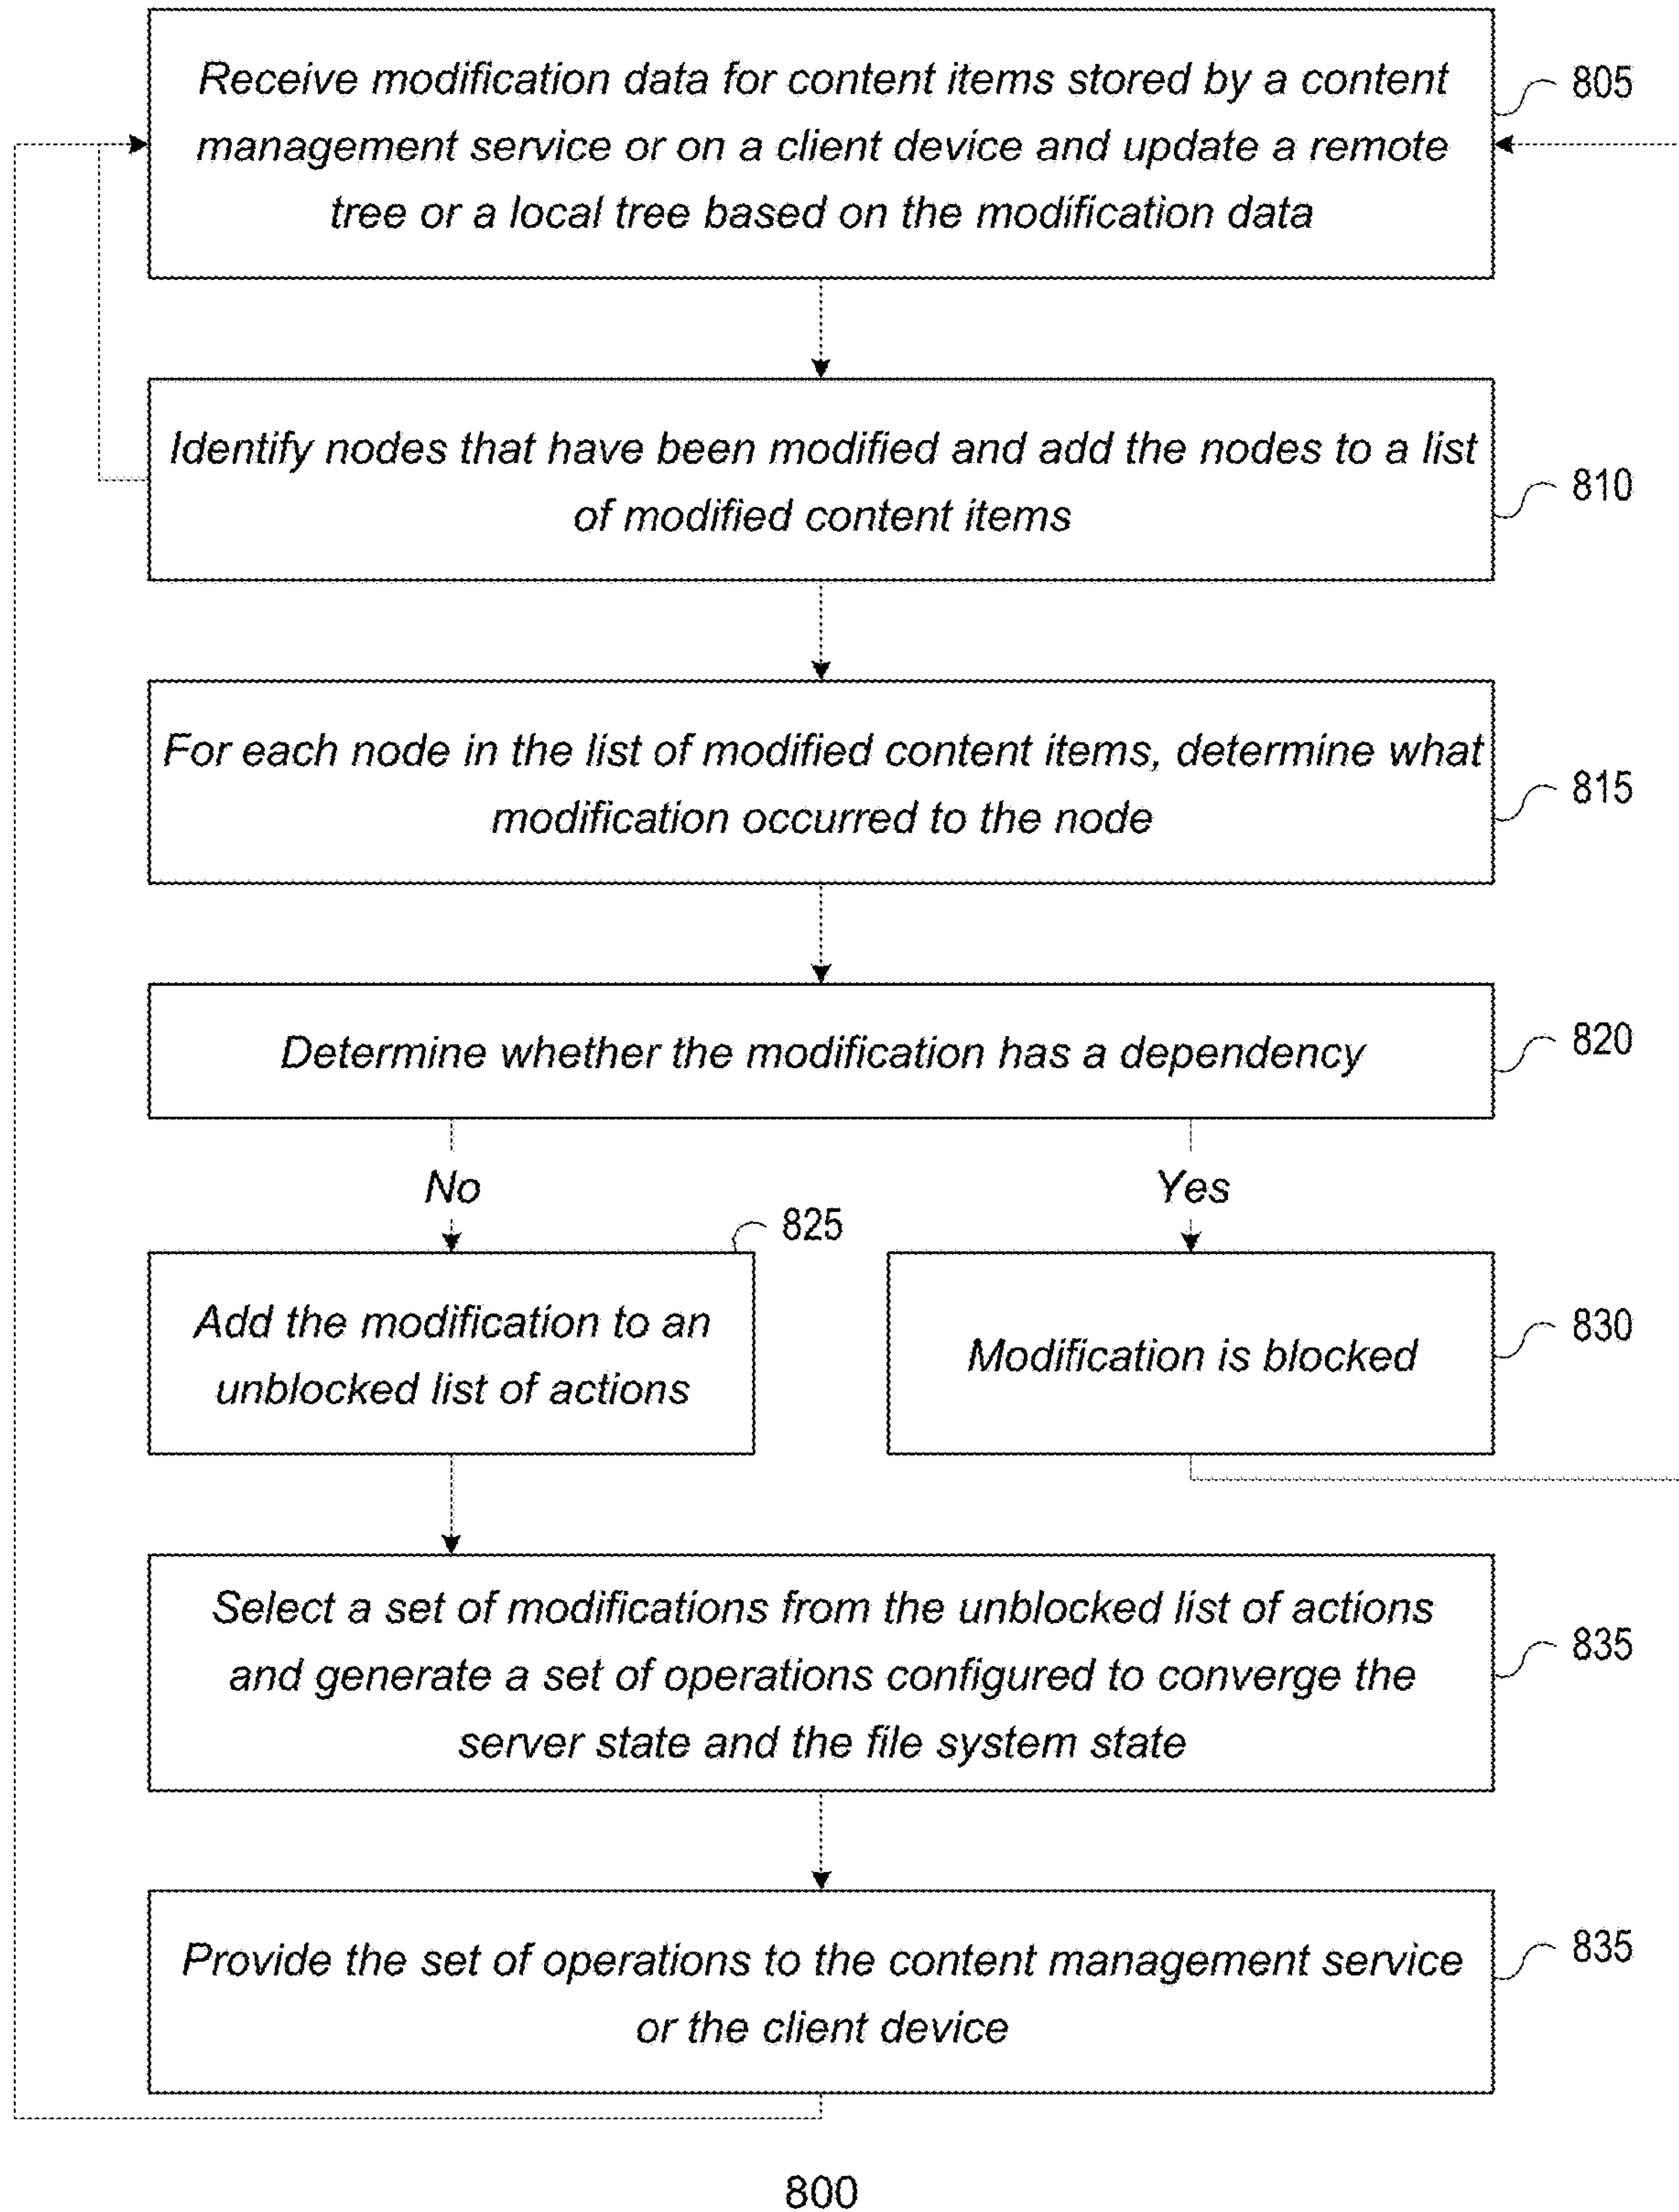 Receive modification data for content items stored by a content
management service or on a client device and update a remote
tree or a local tree based on the modification data
805
Identify nodes that have been modified and add the nodes to a list
of modified content items
810
For each node in the list of modified content items, determine what
modification occurred to the node
815
Determine whether the modification has a dependency
820
No
Yes
825
Add the modification to an
unblocked list of actions
Modification is blocked
830
Select a set of modifications from the unblocked list of actions
and generate a set of operations configured to converge the
server state and the file system state
835
Provide the set of operations to the content management service
or the client device
835
800